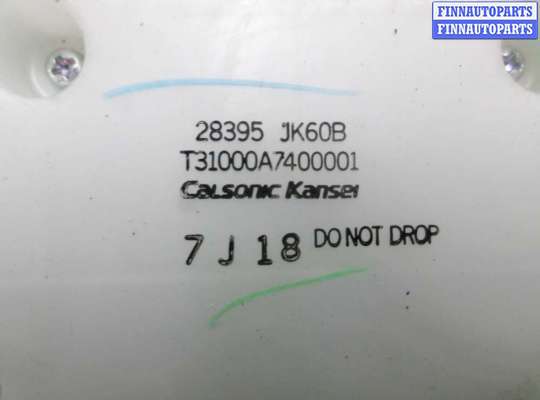 FINNAUTOPARTS
FINNAUTOPARTS
28395 JK60B
T31000A7400001
CALSONIC KANSEI
7 J 18 DO NOT DROP